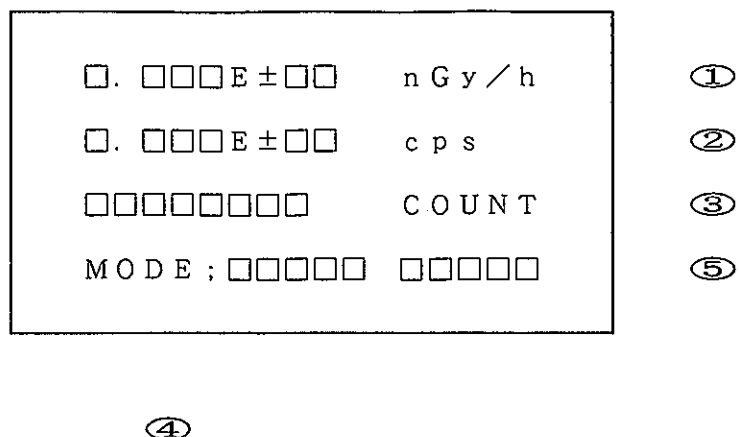 □. □□□E±□□ nGy/h ①
□. □□□E±□□ cps ②
□□□□□□□□ COUNT ③
MODE;□□□□□ □□□□□ ⑤
④